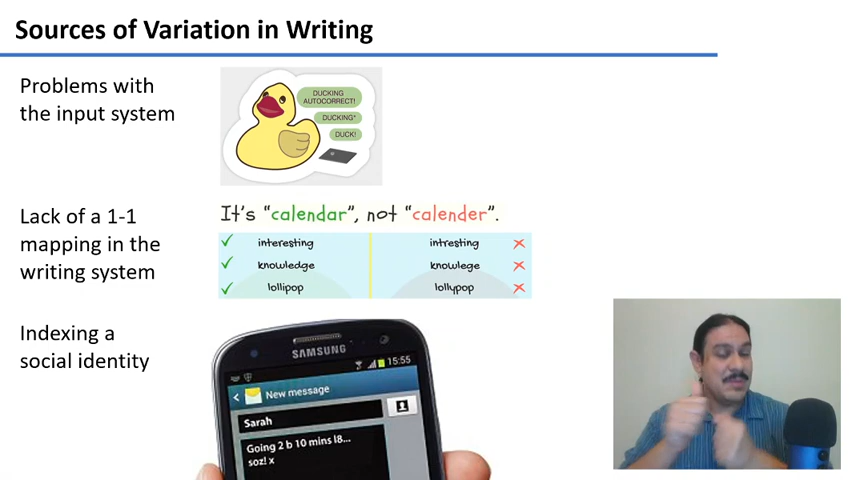 Sources of Variation in Writing
Problems with
the input system
DUCKING
AUTOCORRECT!
DUCKING*
DUCK!
Lack of a 1-1
mapping in the
writing system
It's "calendar", not "calender".
interesting intresting
knowledge knowlege
lollipop lollypop
Indexing a
social identity
SAMSUNG
15:55
New message
Sarah
Going 2 b 10 mins l8...
soz! x